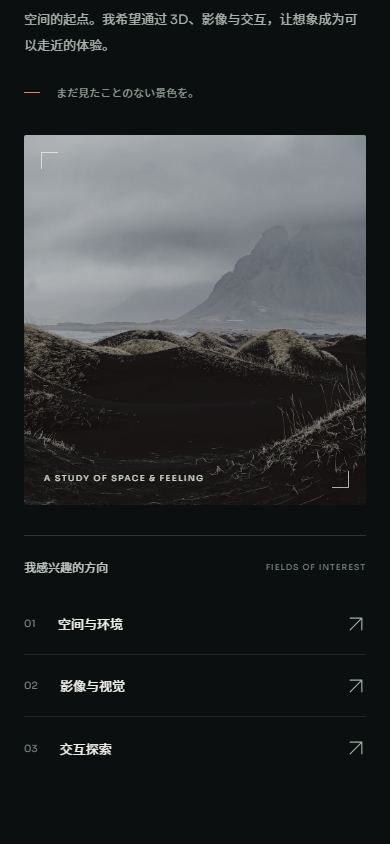 空间的起点。我希望通过 3D、影像与交互，让想象成为可
以走近的体验。
まだ見たことのない景色を。
A STUDY OF SPACE & FEELING
我感兴趣的方向
FIELDS OF INTEREST
01 空间与环境
02 影像与视觉
03 交互探索